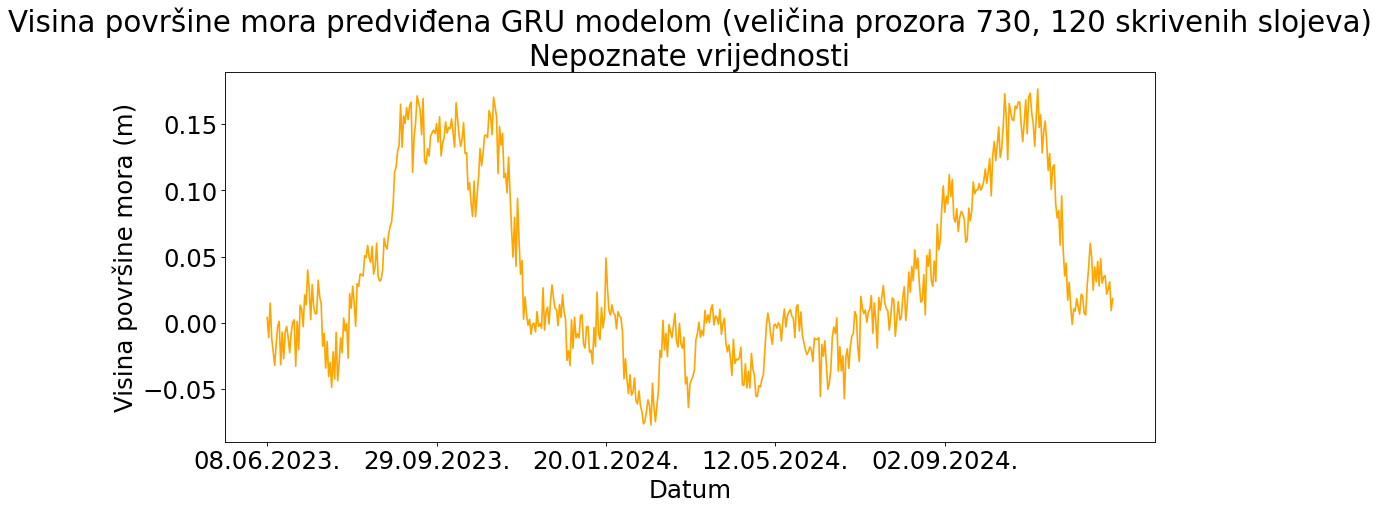 Visina površine mora predviđena GRU modelom (veličina prozora 730, 120 skrivenih slojeva)
Nepoznate vrijednosti
Visina površine mora (m)
0.15
0.10
0.05
0.00
−0.05
08.06.2023. 29.09.2023. 20.01.2024. 12.05.2024. 02.09.2024.
Datum